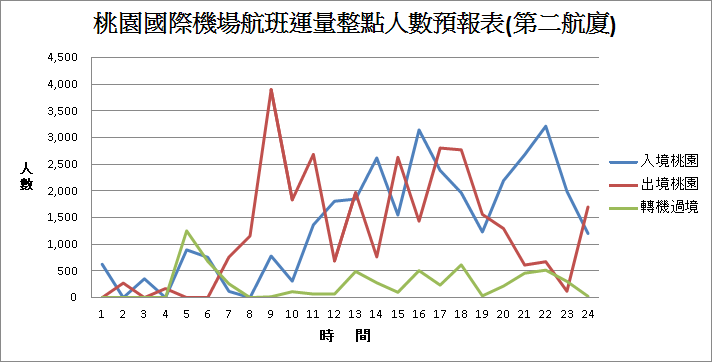 桃園國際機場航班運量整點人數預報表(第二航廈)
4,500
4,000
3,500
3,000
2,500
2,000
1,500
1,000
500
0
人數
1 2 3 4 5 6 7 8 9 10 11 12 13 14 15 16 17 18 19 20 21 22 23 24
時 間
入境桃園
出境桃園
轉機過境